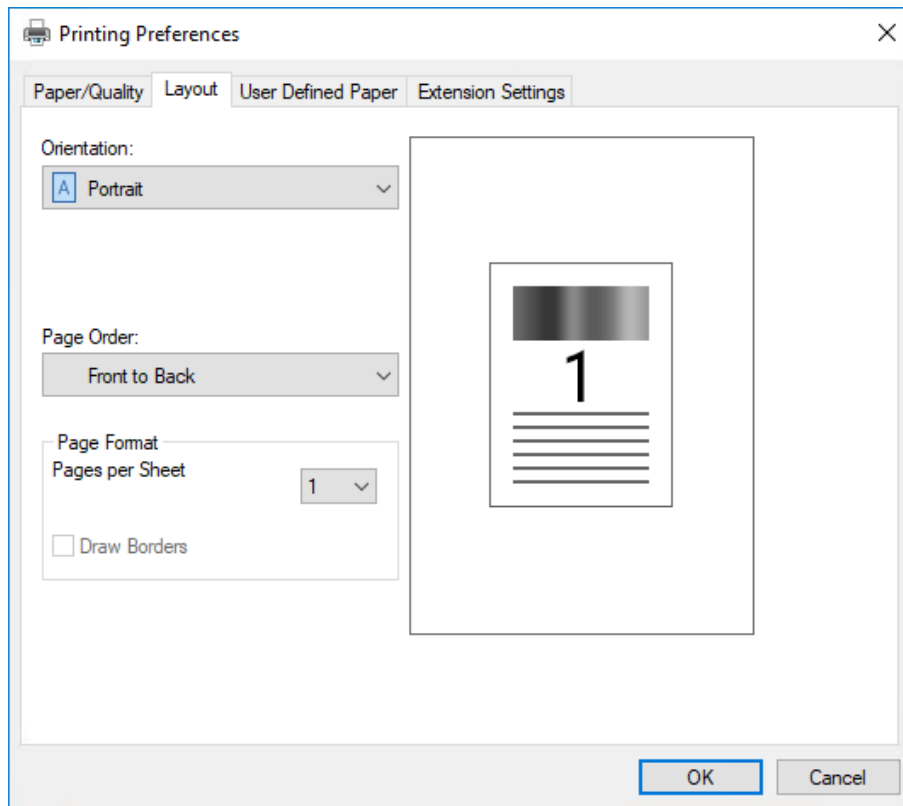 Printing Preferences
Paper/Quality Layout User Defined Paper Extension Settings
Orientation:
A Portrait
Page Order:
Front to Back
Page Format
Pages per Sheet
1
Draw Borders
1
OK Cancel